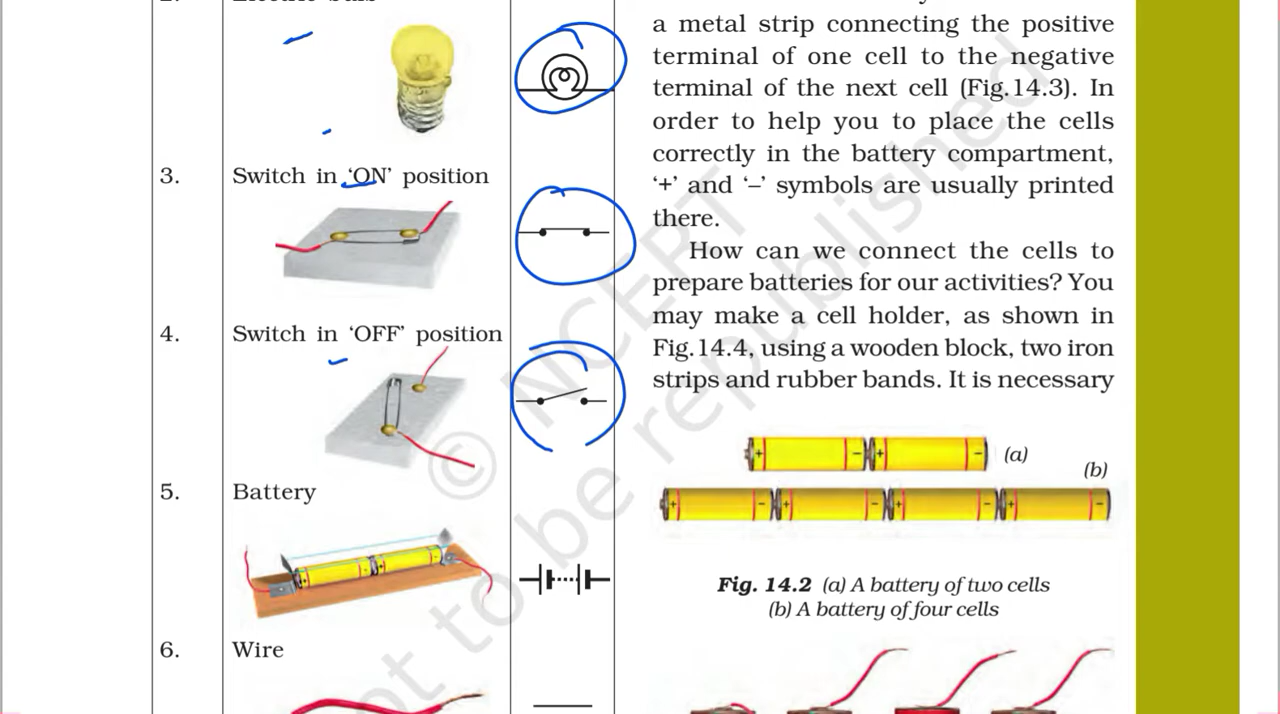 a metal strip connecting the positive
terminal of one cell to the negative
terminal of the next cell (Fig.14.3). In
order to help you to place the cells
correctly in the battery compartment,
‘+’ and ‘–’ symbols are usually printed
there.
How can we connect the cells to
prepare batteries for our activities? You
may make a cell holder, as shown in
Fig.14.4, using a wooden block, two iron
strips and rubber bands. It is necessary
3. Switch in ‘ON’ position
4. Switch in ‘OFF’ position
5. Battery
6. Wire
+ – + – (a)
(b)
+ – + – + – + –
Fig. 14.2 (a) A battery of two cells
(b) A battery of four cells
© NCERT
not to be republished